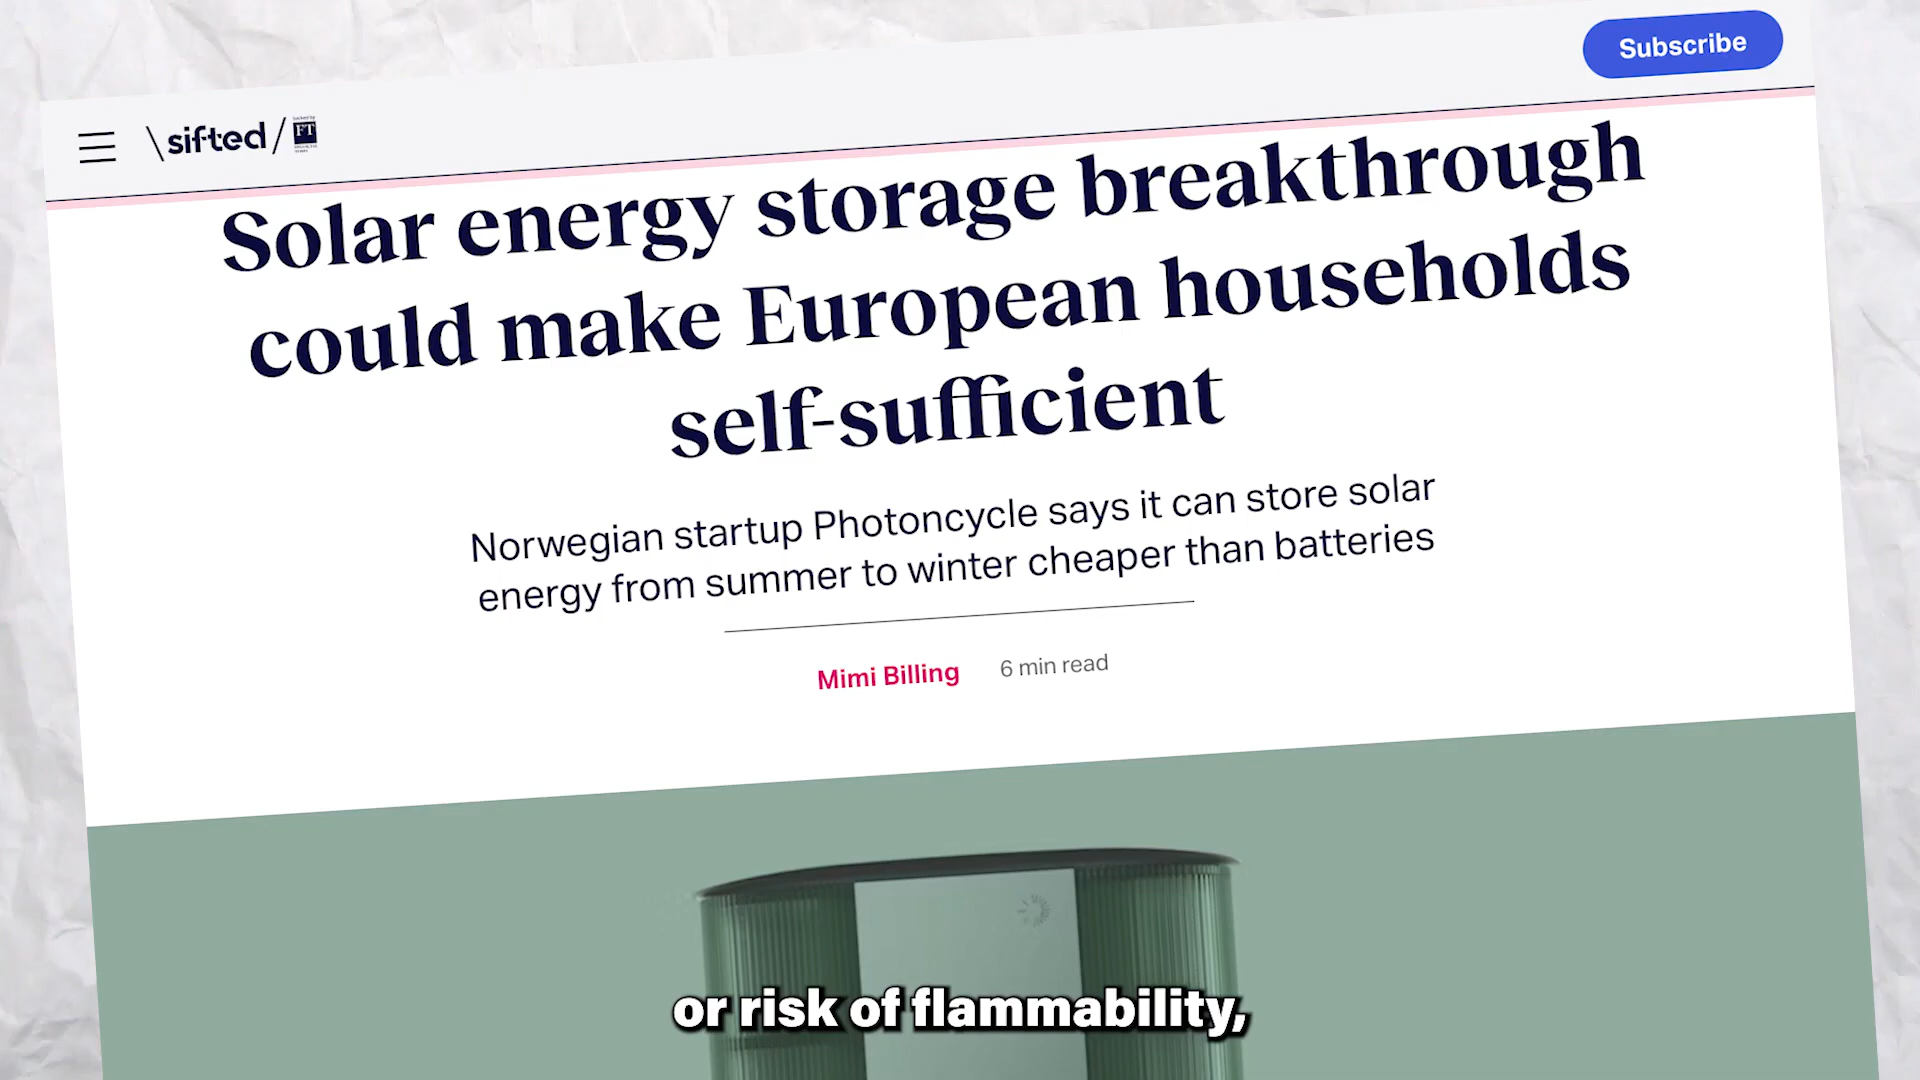 Subscribe
\sifted/ FT
Solar energy storage breakthrough
could make European households
self-sufficient
Norwegian startup Photoncycle says it can store solar
energy from summer to winter cheaper than batteries
Mimi Billing 6 min read
or risk of flammability,